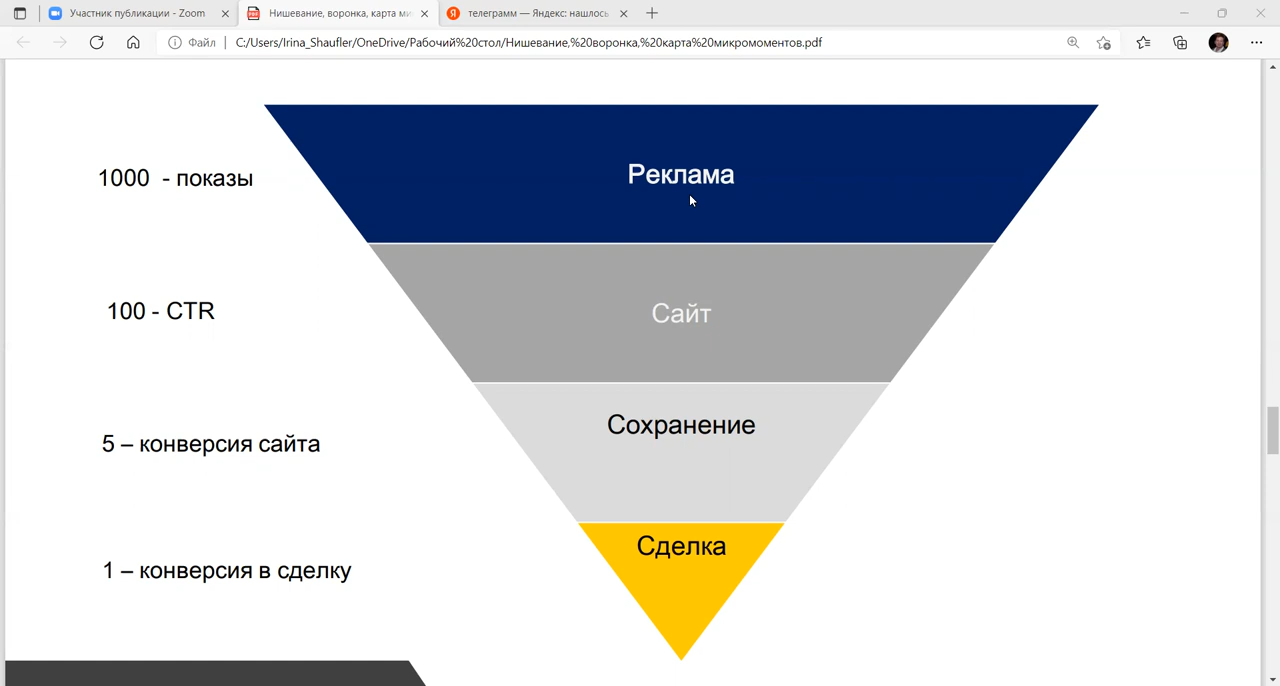 Участник публикации - Zoom
Нишевание, воронка, карта ми
телеграмм — Яндекс: нашлось
Файл
C:/Users/Irina_Shaufler/OneDrive/Рабочий%20стол/Нишевание,%20воронка,%20карта%20микромоментов.pdf
1000 - показы
Реклама
100 - CTR
Сайт
5 – конверсия сайта
Сохранение
1 – конверсия в сделку
Сделка